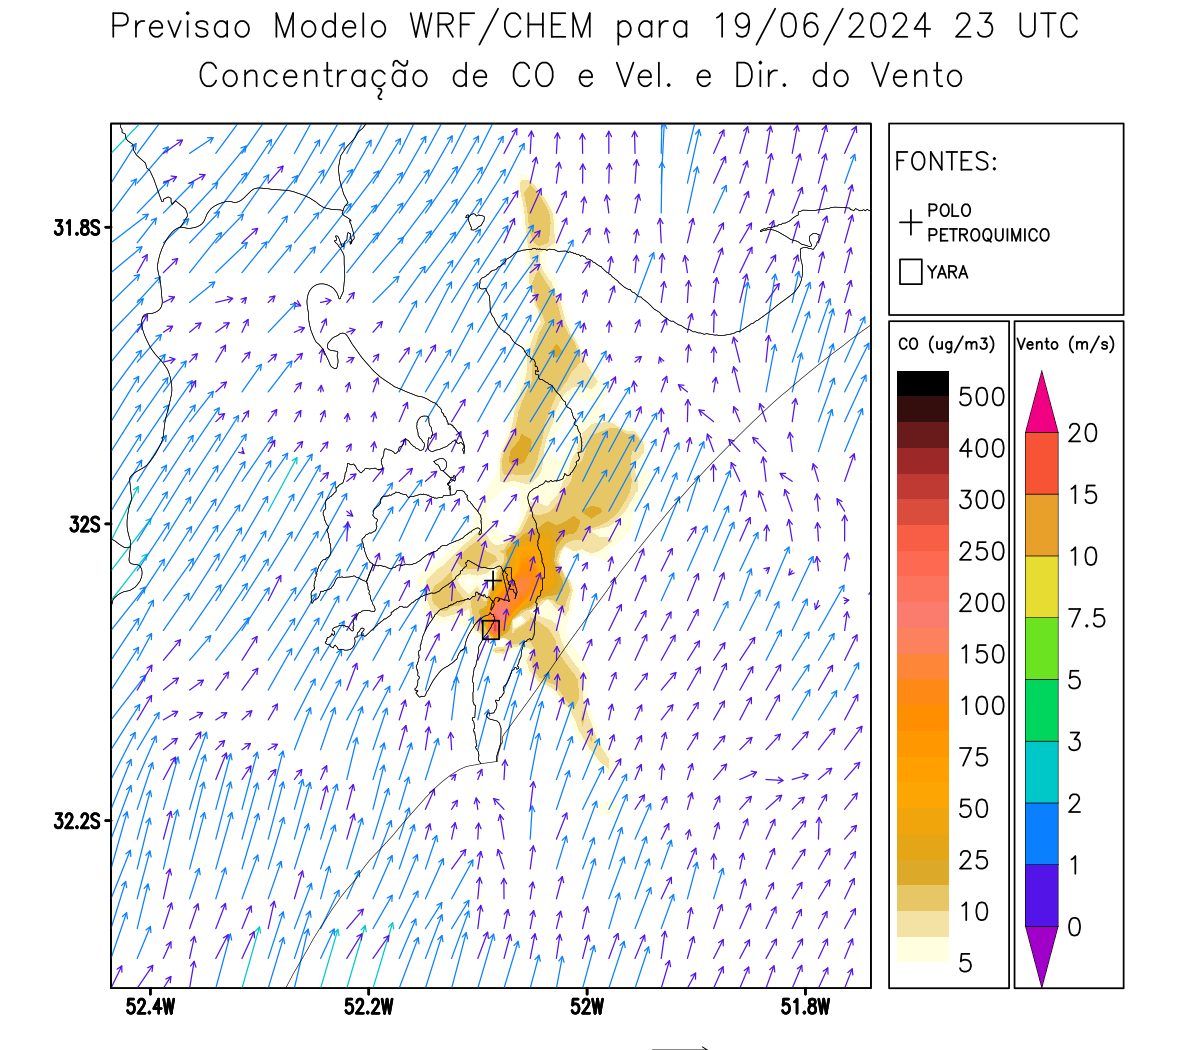 Previsao Modelo WRF/CHEM para 19/06/2024 23 UTC
Concentração de CO e Vel. e Dir. do Vento
FONTES:
POLO
PETROQUIMICO
YARA
CO (ug/m3)
500
400
300
250
200
150
100
75
50
25
10
5
Vento (m/s)
20
15
10
7.5
5
3
2
1
0
31.8S
32S
32.2S
52.4W
52.2W
52W
51.8W